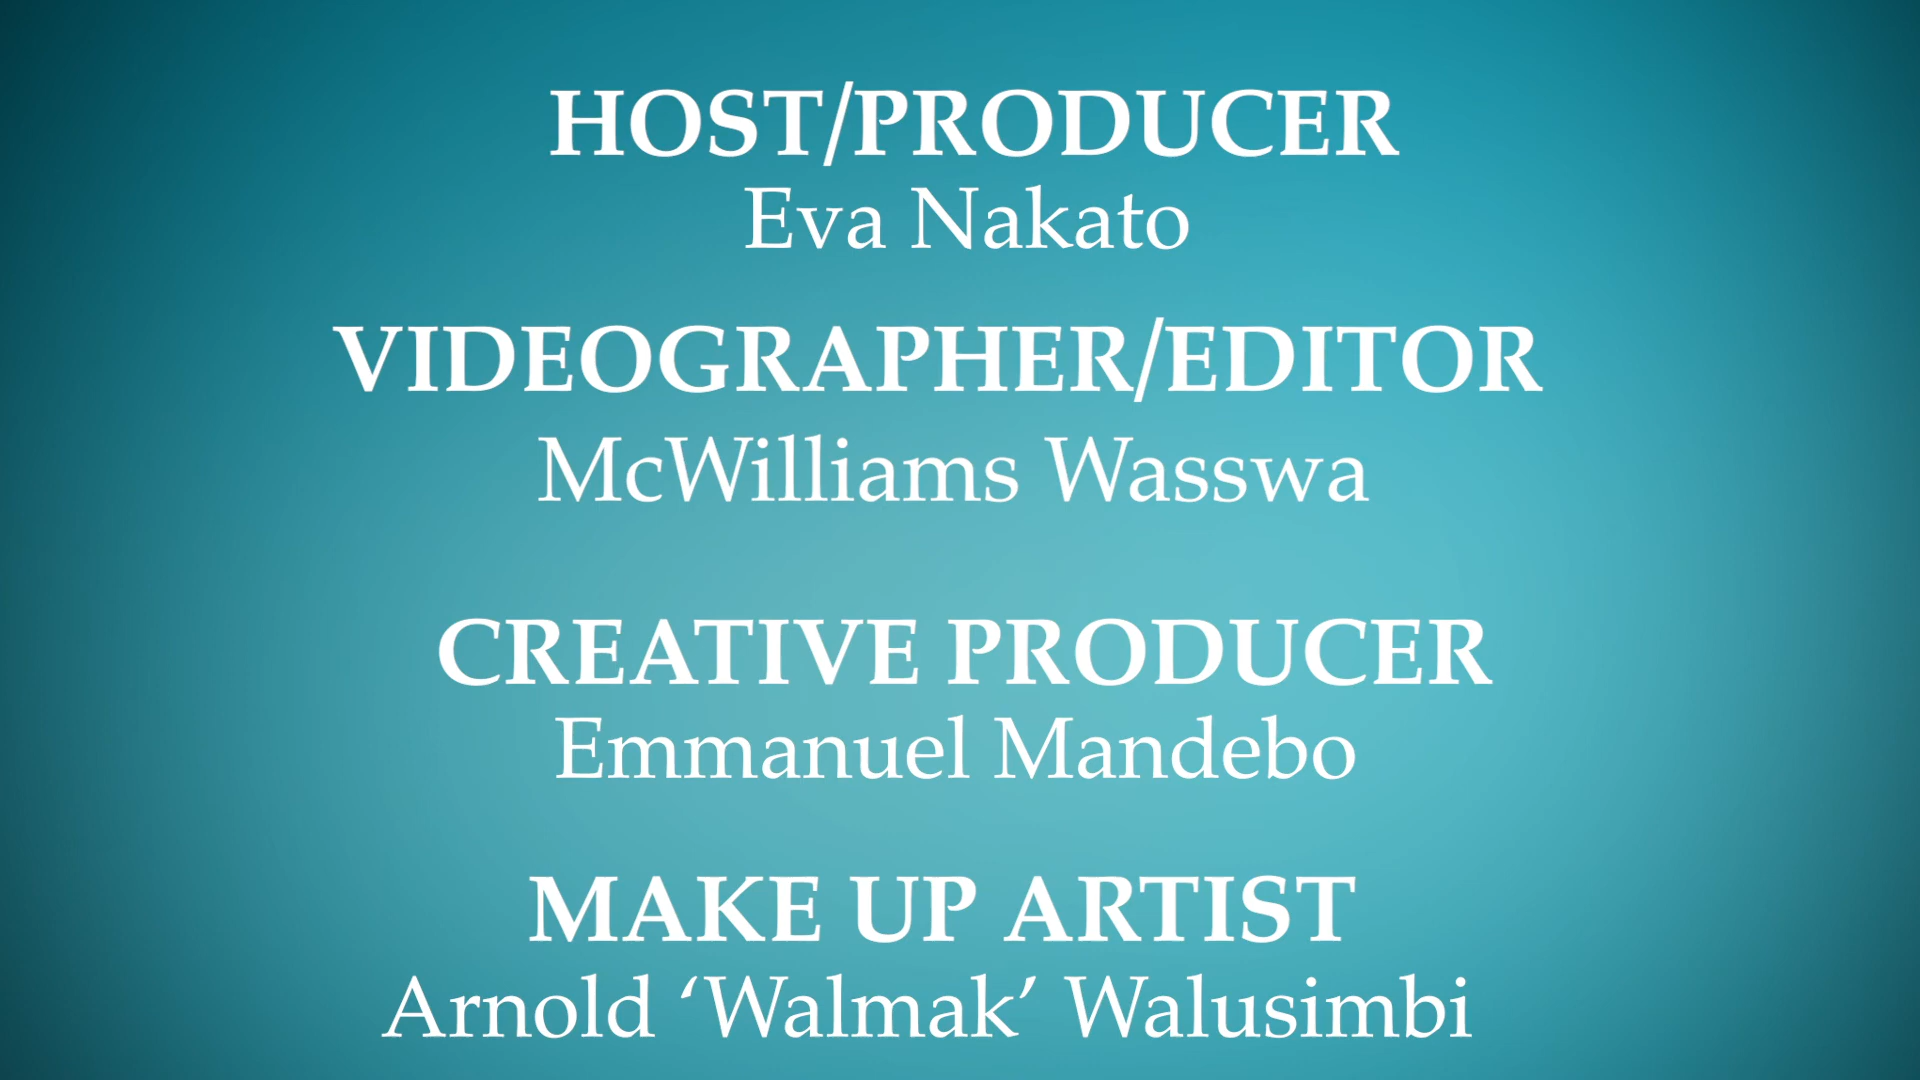 HOST/PRODUCER
Eva Nakato
VIDEOGRAPHER/EDITOR
McWilliams Wasswa
CREATIVE PRODUCER
Emmanuel Mandebo
MAKE UP ARTIST
Arnold ‘Walmak’ Walusimbi